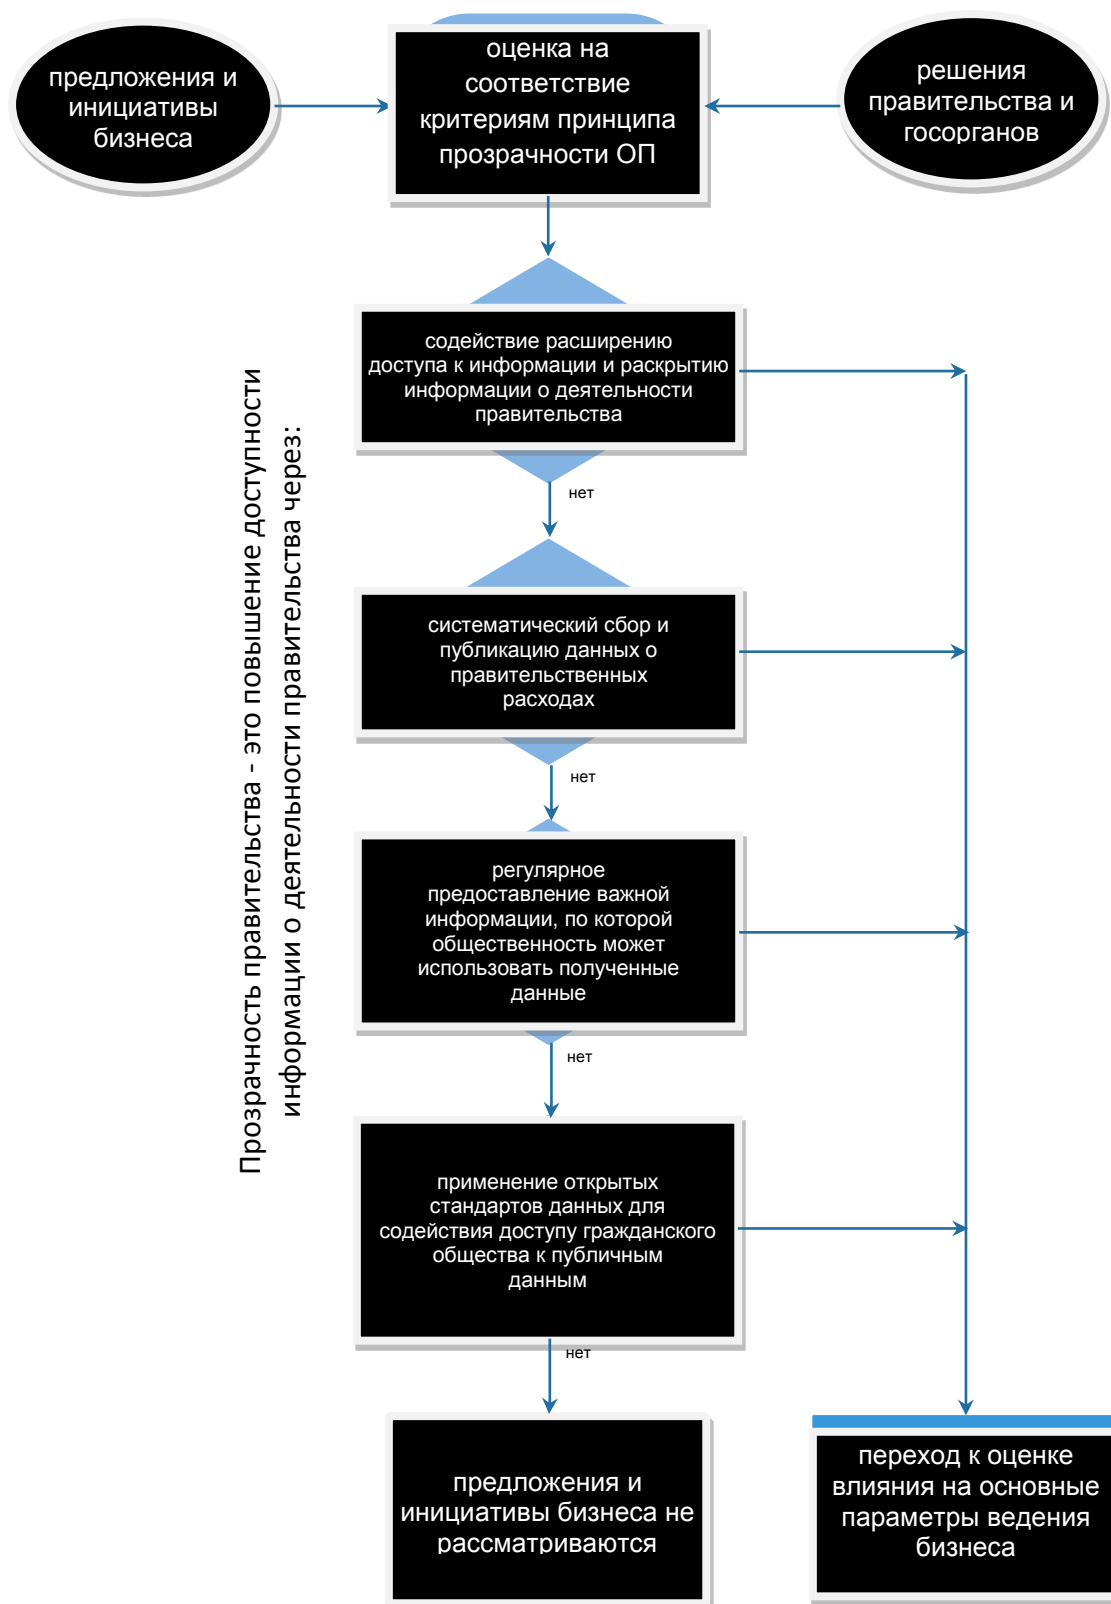 предложения и
инициативы
бизнеса
оценка на
соответствие
критериям принципа
прозрачности ОП
решения
правительства и
госорганов
Прозрачность правительства - это повышение доступности
информации о деятельности правительства через:
содействие расширению
доступа к информации и раскрытию
информации о деятельности
правительства
нет
систематический сбор и
публикацию данных о
правительственных
расходах
нет
регулярное
предоставление важной
информации, по которой
общественность может
использовать полученные
данные
нет
применение открытых
стандартов данных для
содействия доступу гражданского
общества к публичным
данным
нет
предложения и
инициативы бизнеса не
рассматриваются
переход к оценке
влияния на основные
параметры ведения
бизнеса